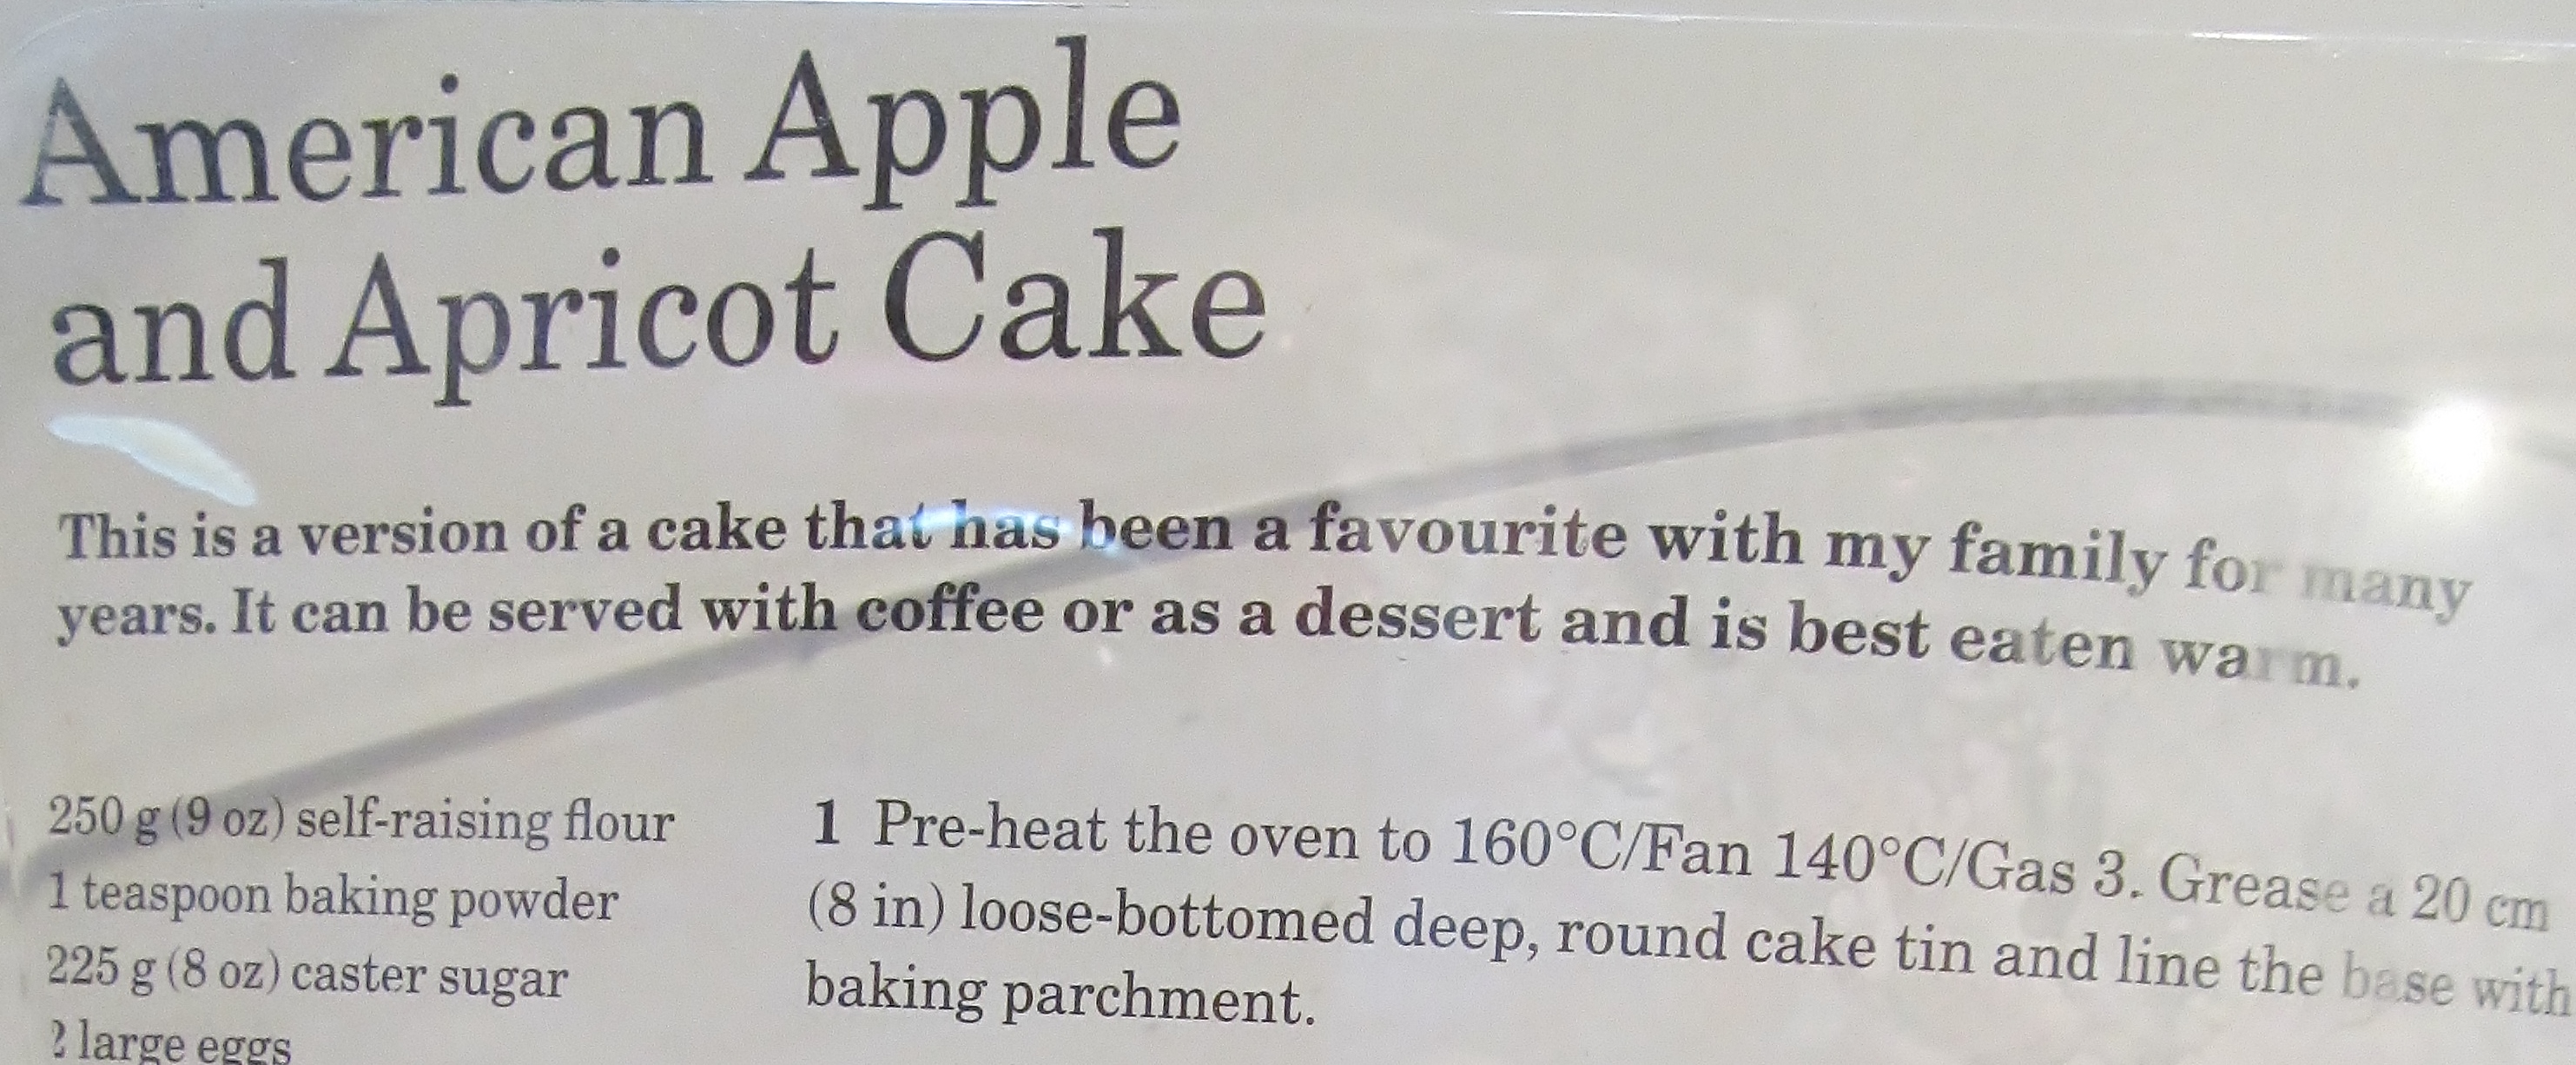 American Apple
and Apricot Cake
This is a version of a cake that has been a favourite with my family for many
years. It can be served with coffee or as a dessert and is best eaten warm.
250 g (9 oz) self-raising flour
1 teaspoon baking powder
225 g (8 oz) caster sugar
2 large eggs
1 Pre-heat the oven to 160°C/Fan 140°C/Gas 3. Grease a 20 cm
(8 in) loose-bottomed deep, round cake tin and line the base with
baking parchment.